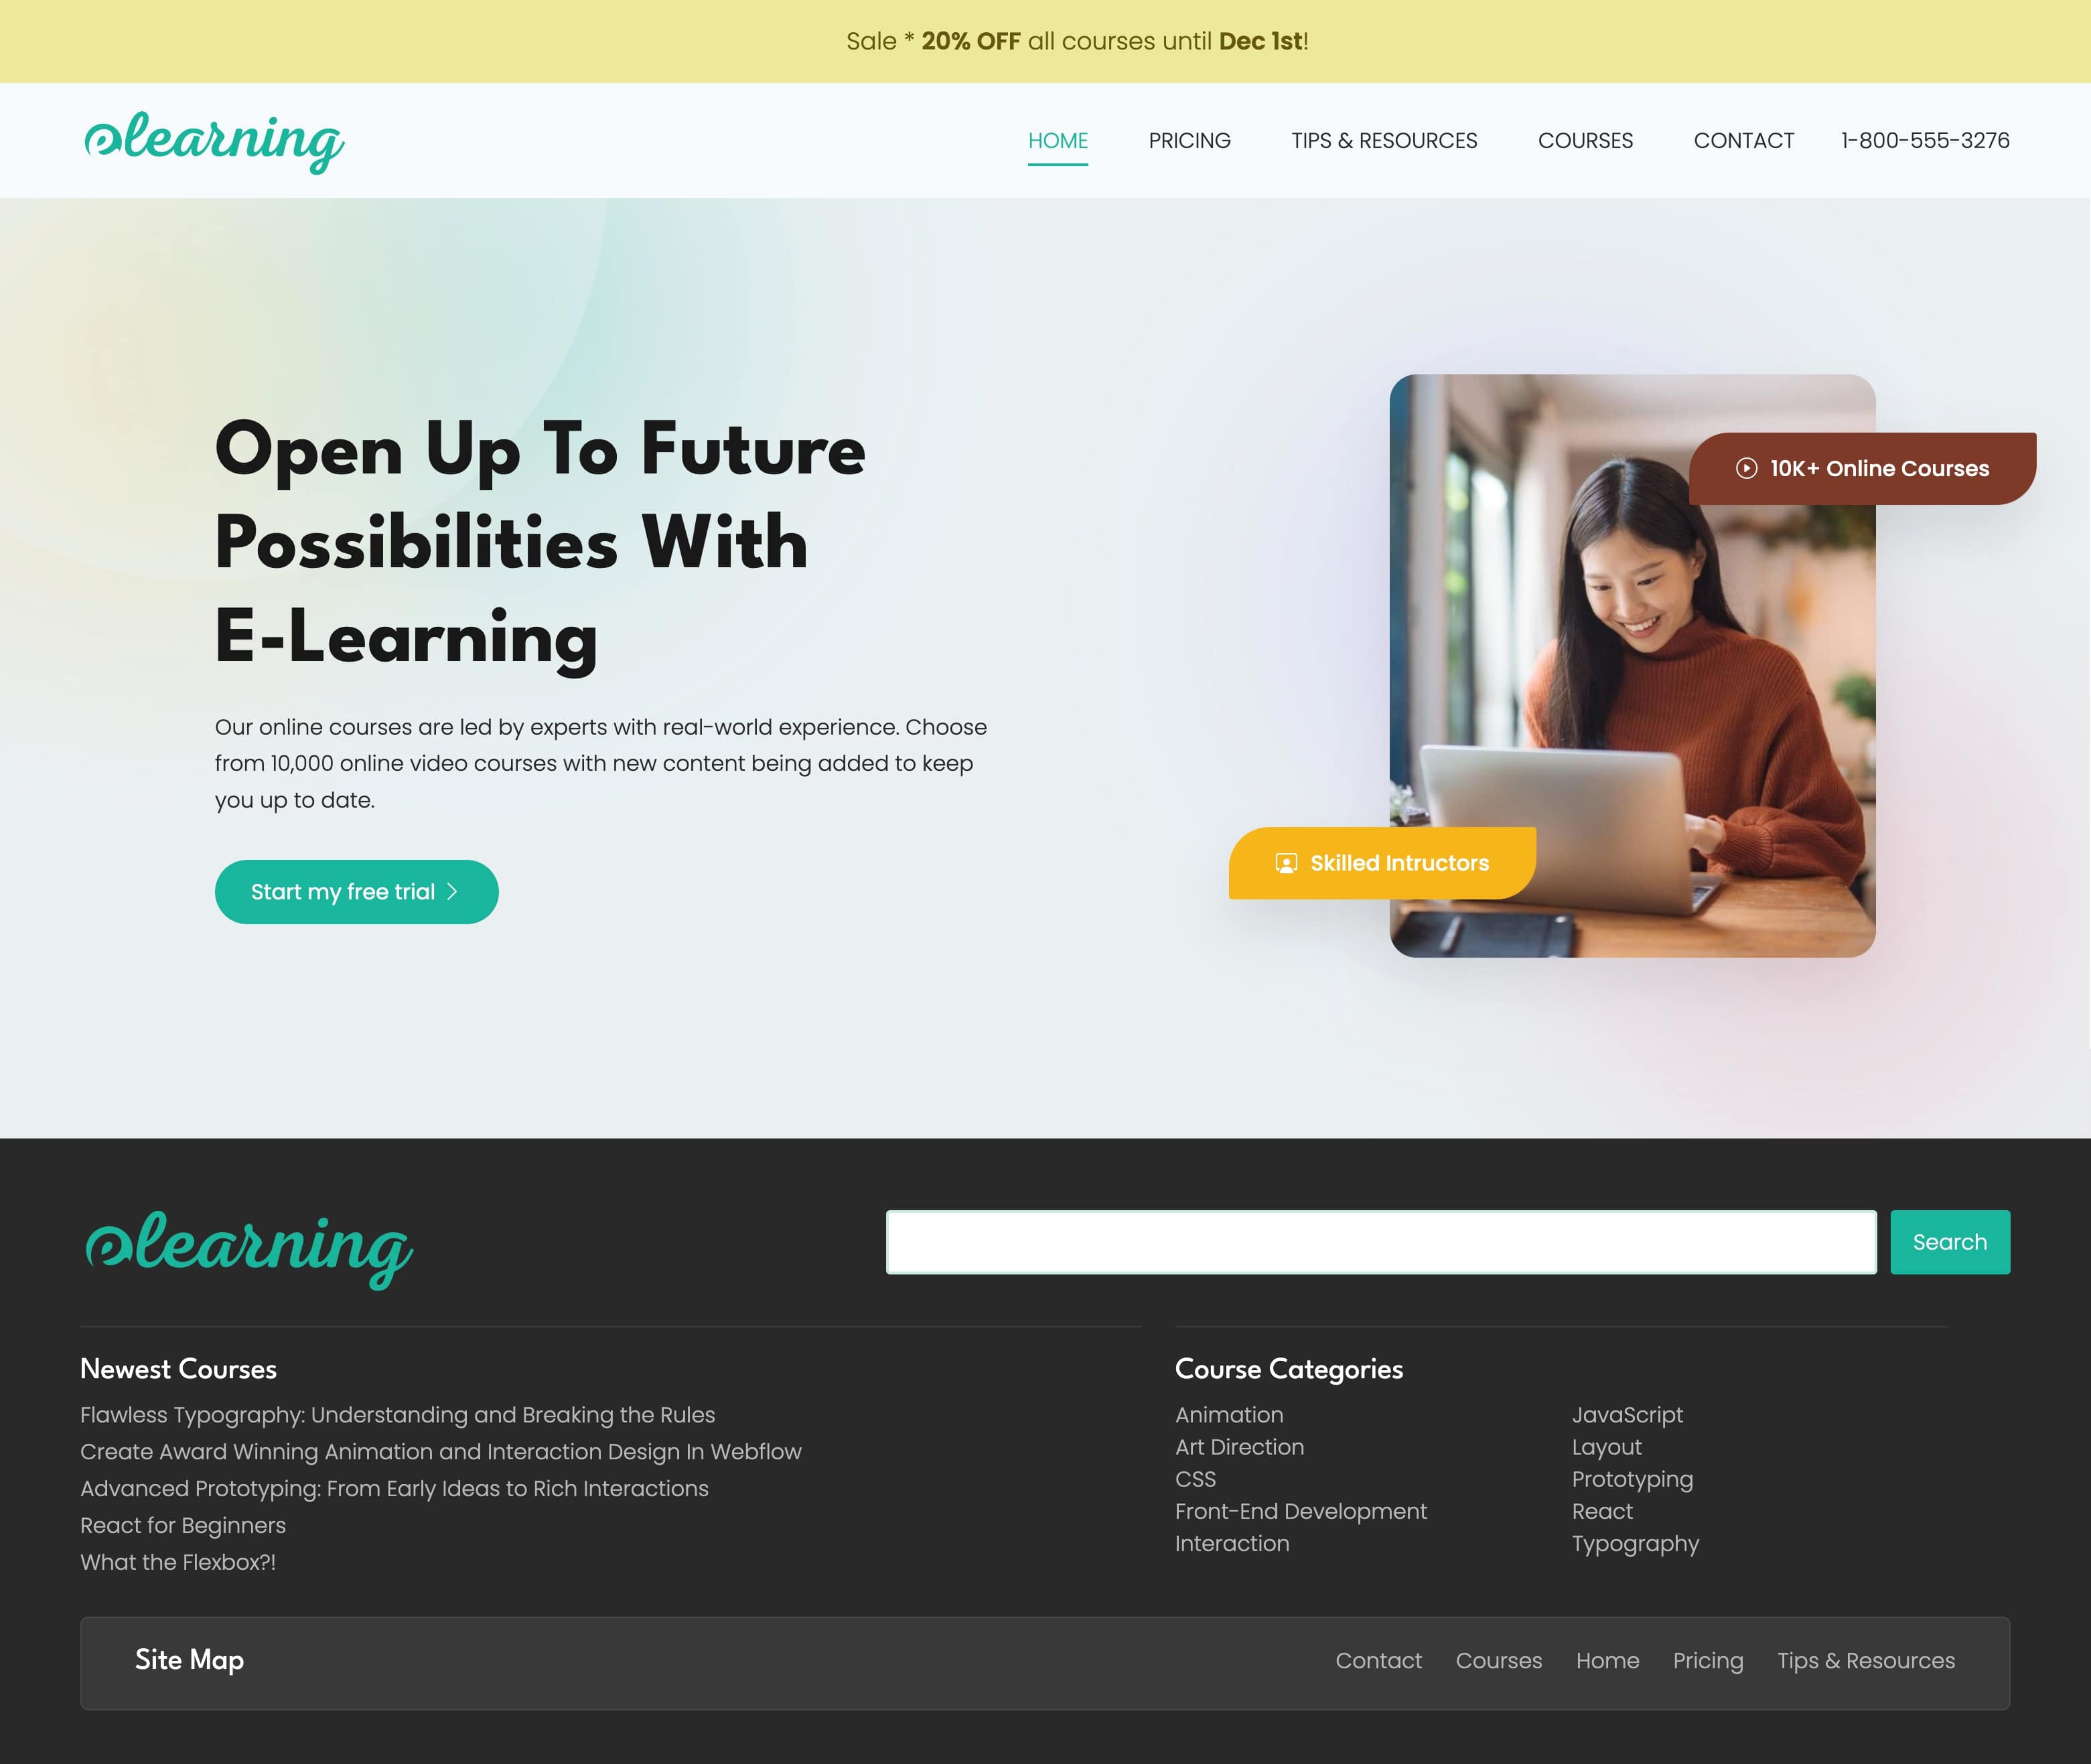 Sale * 20% OFF all courses until Dec 1st!
elearning
HOME PRICING TIPS & RESOURCES COURSES CONTACT 1-800-555-3276
Open Up To Future
Possibilities With
E-Learning
Our online courses are led by experts with real-world experience. Choose
from 10,000 online video courses with new content being added to keep
you up to date.
Start my free trial
10K+ Online Courses
Skilled Intructors
elearning
Search
Newest Courses
Flawless Typography: Understanding and Breaking the Rules
Create Award Winning Animation and Interaction Design In Webflow
Advanced Prototyping: From Early Ideas to Rich Interactions
React for Beginners
What the Flexbox?!
Course Categories
Animation
Art Direction
CSS
Front-End Development
Interaction
JavaScript
Layout
Prototyping
React
Typography
Site Map
Contact Courses Home Pricing Tips & Resources